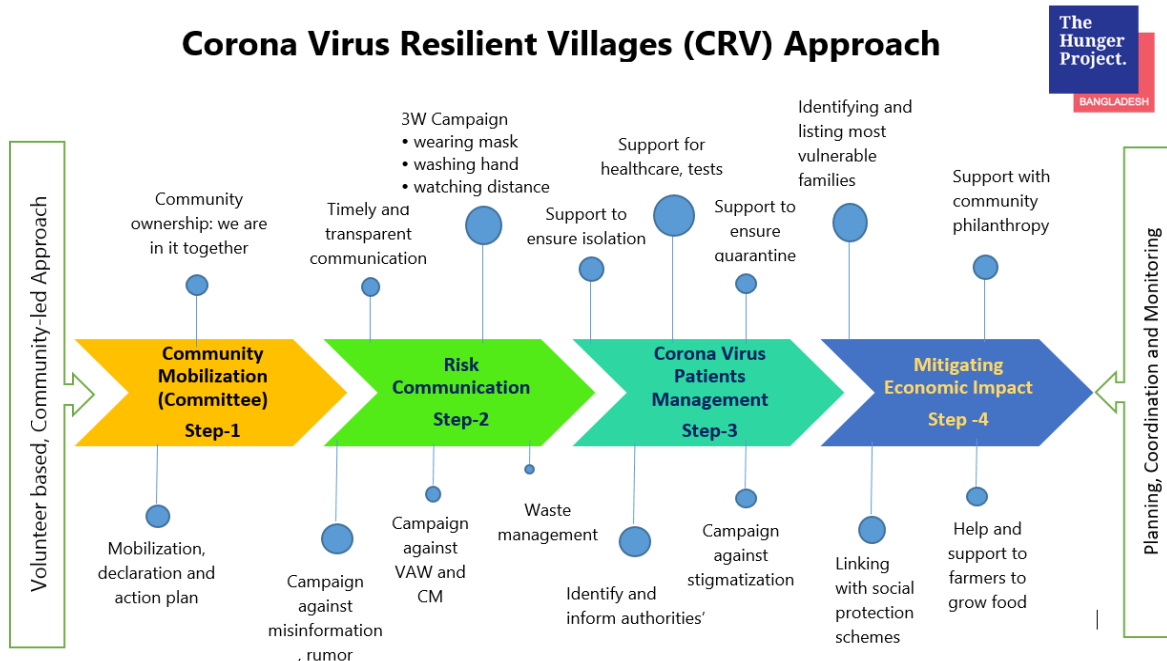 Corona Virus Resilient Villages (CRV) Approach
The
Hunger
Project.
BANGLADESH
Volunteer based, Community-led Approach
Community
ownership: we are
in it together
Timely and
transparent
communication
3W Campaign
• wearing mask
• washing hand
• watching distance
Support to
ensure isolation
Support for
healthcare, tests
Support to
ensure
quarantine
Identifying and
listing most
vulnerable
families
Support with
community
philanthropy
Community
Mobilization
(Committee)
Step-1
Risk
Communication
Step-2
Corona Virus
Patients
Management
Step-3
Mitigating
Economic Impact
Step -4
Mobilization,
declaration and
action plan
Campaign
against
misinformation
, rumor
Campaign
against
VAW and
CM
Waste
management
Identify and
inform authorities’
Campaign
against
stigmatization
Linking
with social
protection
schemes
Help and
support to
farmers to
grow food
Planning, Coordination and Monitoring